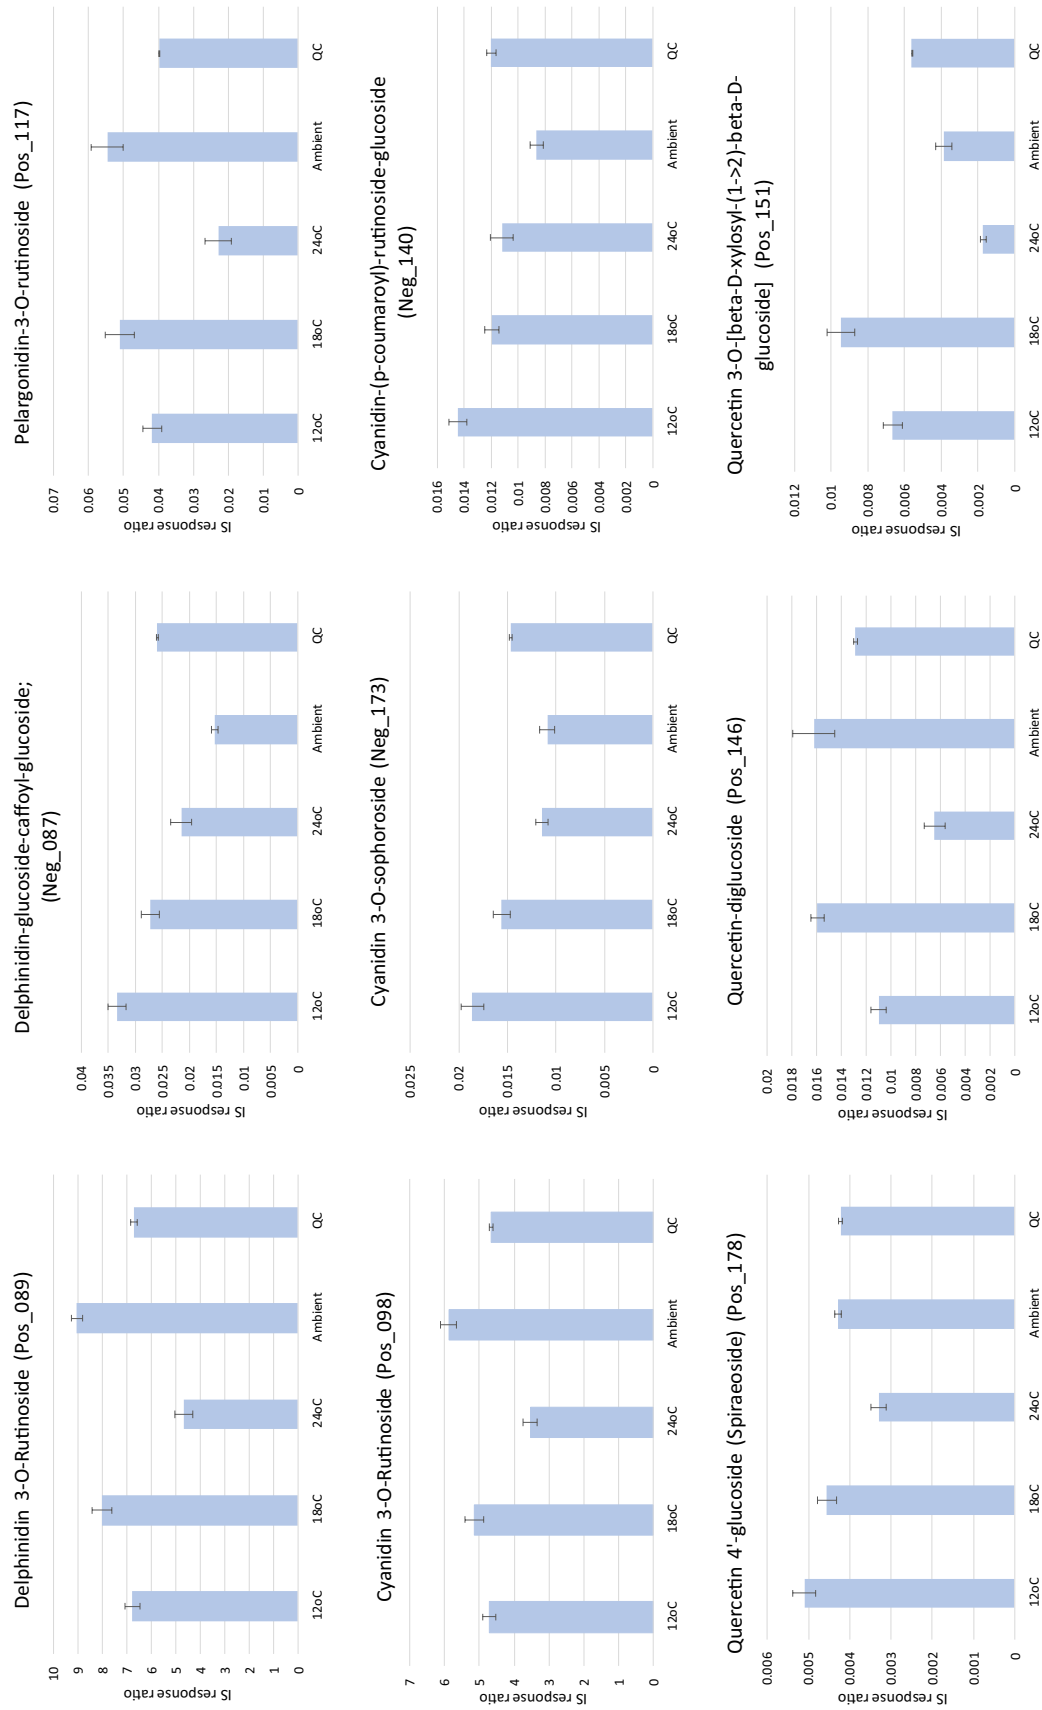 Delphinidin 3-O-Rutinoside (Pos_089)
IS response ratio
10
9
8
7
6
5
4
3
2
1
0
12oC
18oC
24oC
Ambient
QC
Delphinidin-glucoside-caffoyl-glucoside;
(Neg_087)
IS response ratio
0.04
0.035
0.03
0.025
0.02
0.015
0.01
0.005
0
12oC
18oC
24oC
Ambient
QC
Pelargonidin-3-O-rutinoside (Pos_117)
IS response ratio
0.07
0.06
0.05
0.04
0.03
0.02
0.01
0
12oC
18oC
24oC
Ambient
QC
Cyanidin 3-O-Rutinoside (Pos_098)
IS response ratio
7
6
5
4
3
2
1
0
12oC
18oC
24oC
Ambient
QC
Cyanidin 3-O-sophoroside (Neg_173)
IS response ratio
0.025
0.02
0.015
0.01
0.005
0
12oC
18oC
24oC
Ambient
QC
Cyanidin-(p-coumaroyl)-rutinoside-glucoside
(Neg_140)
IS response ratio
0.016
0.014
0.012
0.01
0.008
0.006
0.004
0.002
0
12oC
18oC
24oC
Ambient
QC
Quercetin 4'-glucoside (Spiraeoside) (Pos_178)
IS response ratio
0.006
0.005
0.004
0.003
0.002
0.001
0
12oC
18oC
24oC
Ambient
QC
Quercetin-diglucoside (Pos_146)
IS response ratio
0.02
0.018
0.016
0.014
0.012
0.01
0.008
0.006
0.004
0.002
0
12oC
18oC
24oC
Ambient
QC
Quercetin 3-O-[beta-D-xylosyl-(1->2)-beta-D-
glucoside] (Pos_151)
IS response ratio
0.012
0.01
0.008
0.006
0.004
0.002
0
12oC
18oC
24oC
Ambient
QC